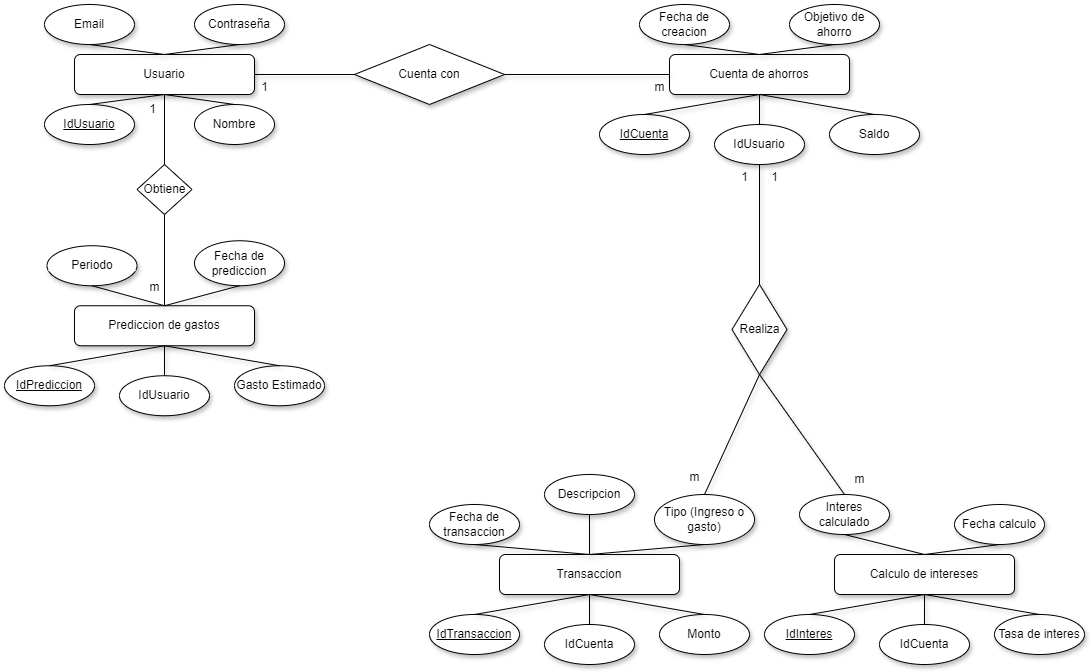 Email
Contraseña
Fecha de
creacion
Objetivo de
ahorro
Usuario
Cuenta con
Cuenta de ahorros
1
m
1
IdUsuario
Nombre
IdCuenta
IdUsuario
Saldo
1
1
Obtiene
Periodo
Fecha de
prediccion
m
Prediccion de gastos
Realiza
IdPrediccion
IdUsuario
Gasto Estimado
m
m
Descripcion
Fecha de
transaccion
Tipo (Ingreso o
gasto)
Interes
calculado
Fecha calculo
Transaccion
Calculo de intereses
IdTransaccion
IdCuenta
Monto
IdInteres
IdCuenta
Tasa de interes